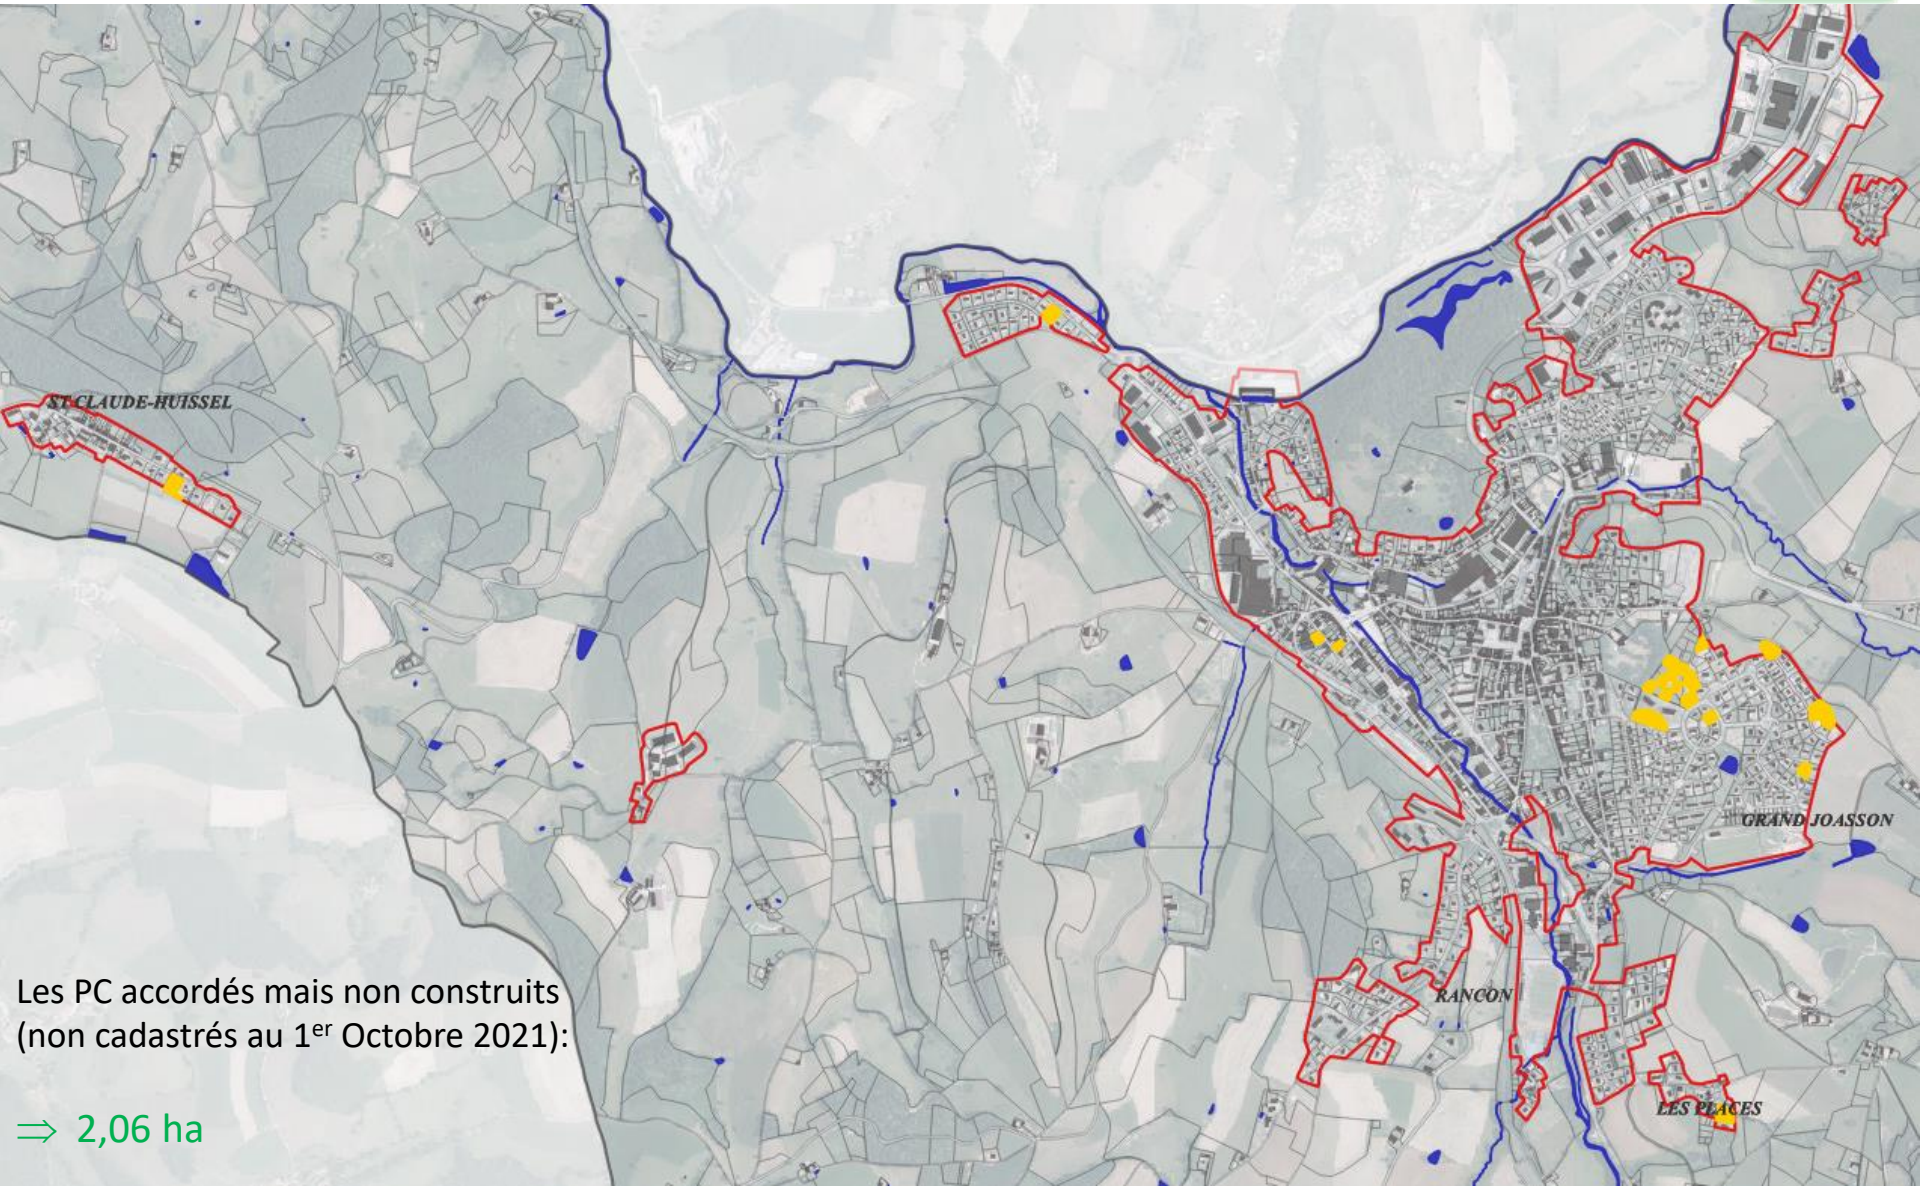 ST CLAUDE-HUISSEL
GRAND JOASSON
RANCON
LES PLACES
Les PC accordés mais non construits
(non cadastrés au 1er Octobre 2021):
⇒ 2,06 ha